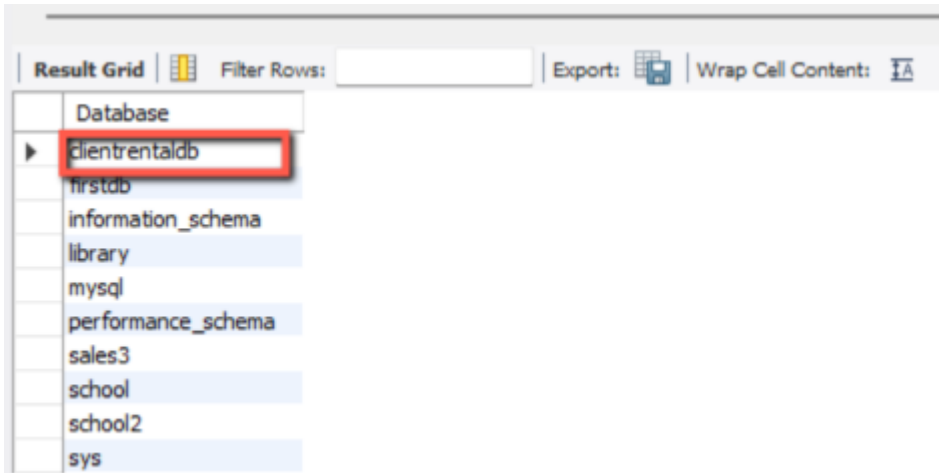 Result Grid Filter Rows: Export: Wrap Cell Content: IA
Database
clientrentaldb
firstdb
information_schema
library
mysql
performance_schema
sales3
school
school2
sys